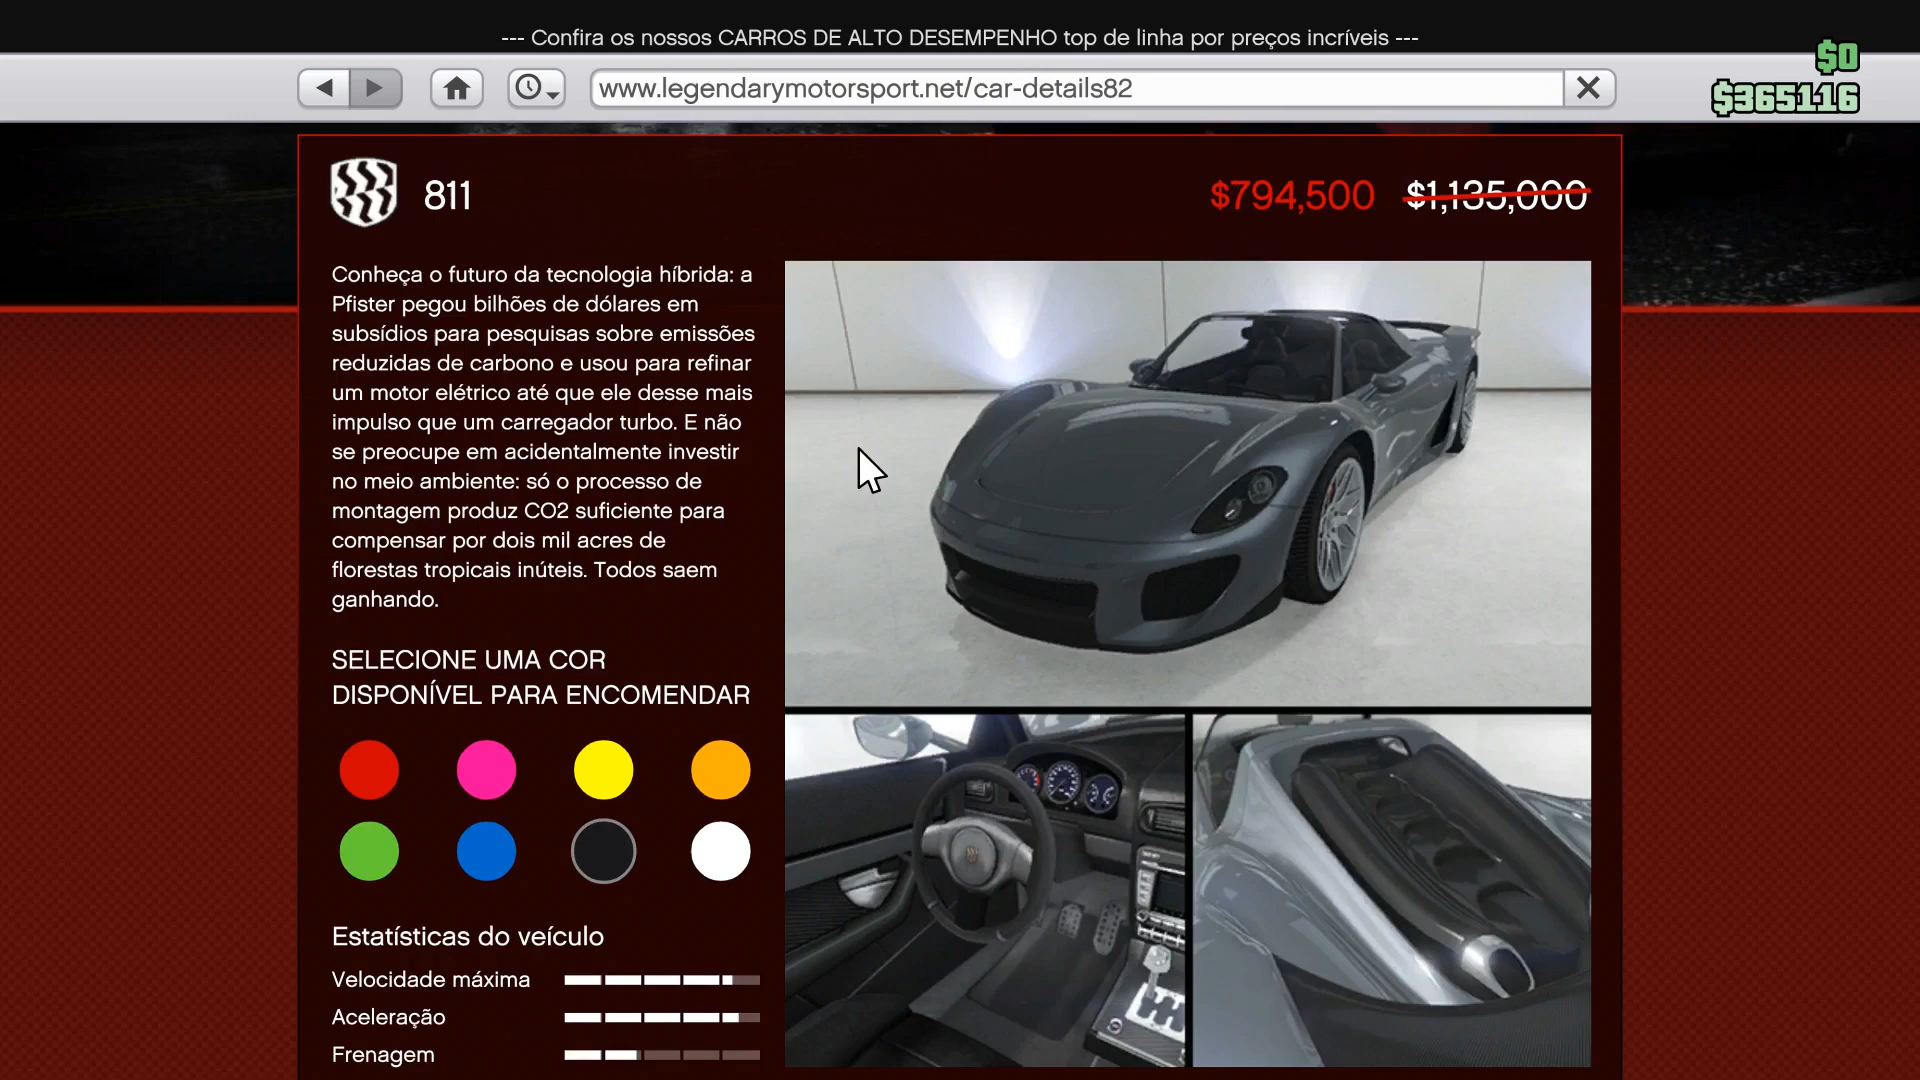 --- Confira os nossos CARROS DE ALTO DESEMPENHO top de linha por preços incríveis ---
$0
www.legendarymotorsport.net/car-details82
$365116
811
$794,500 $1,135,000
Conheça o futuro da tecnologia híbrida: a
Pfister pegou bilhões de dólares em
subsídios para pesquisas sobre emissões
reduzidas de carbono e usou para refinar
um motor elétrico até que ele desse mais
impulso que um carregador turbo. E não
se preocupe em acidentalmente investir
no meio ambiente: só o processo de
montagem produz CO2 suficiente para
compensar por dois mil acres de
florestas tropicais inúteis. Todos saem
ganhando.
SELECIONE UMA COR
DISPONÍVEL PARA ENCOMENDAR
Estatísticas do veículo
Velocidade máxima
Aceleração
Frenagem